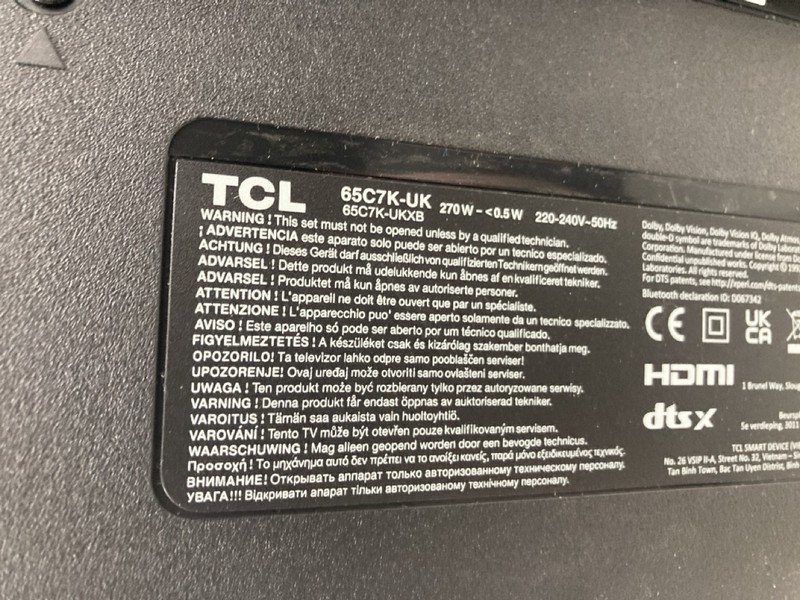 TCL
65C7K-UK 270W-<0.5W 220-240V~50Hz
65C7K-UKXB
WARNING ! This set must not be opened unless by a qualified technician.
¡ ADVERTENCIA este aparato solo puede ser abierto por un tecnico especializado.
ACHTUNG ! Dieses Gerät darf ausschließlich von qualifizierten Technikern geöffnet werden.
ADVARSEL ! Dette produkt må udelukkende kun åbnes af en kvalificeret tekniker.
ADVARSEL ! Produktet må kun åpnes av autoriserte personer.
ATTENTION ! L'appareil ne doit être ouvert que par un spécialiste.
ATTENZIONE ! L'apparecchio puo' essere aperto solamente da un tecnico specializzato.
AVISO ! Este aparelho só pode ser aberto por um técnico qualificado.
FIGYELMEZTETÉS ! A készüléket csak és kizárólag szakember bonthatja meg.
OPOZORILO! Ta televizor lahko odpre samo pooblaščen serviser!
UPOZORENJE! Ovaj uređaj može otvoriti samo ovlašteni serviser.
UWAGA ! Ten produkt może być rozbierany tylko przez autoryzowane serwisy.
VARNING ! Denna produkt får endast öppnas av auktoriserad tekniker.
VAROITUS ! Tämän saa aukaista vain huoltoyhtiö.
VAROVÁNÍ ! Tento TV může být otevřen pouze kvalifikovaným servisem.
WAARSCHUWING ! Mag alleen geopend worden door een bevoegde technicus.
Προσοχή ! Το μηχάνημα αυτό δεν πρέπει να το ανοίξει κανείς, παρά μόνο εξειδικευμένος τεχνικός.
ВНИМАНИЕ! Открывать аппарат только авторизованному техническому персоналу.
УВАГА!!! Відкривати апарат тільки авторизованому технічному персоналу.
Dolby, Dolby Vision, Dolby Vision IQ, Dolby Atmos,
double-D symbol are trademarks of Dolby Labora
Corporation. Manufactured under license from Do
Confidential unpublished works. Copyright © 199
Laboratories. All rights reserved.
For DTS patents, see http://xperi.com/dts-patents
Bluetooth declaration ID: D067342
CE UK
CA
HDMI 1 Brunel Way, Sloug
dts x Beursp
5e verdieping, 3011
TCL SMART DEVICE (VIE
No. 26 VSIP II-A, Street No. 32, Vietnam – Si
Tan Binh Town, Bac Tan Uyen District, Binh